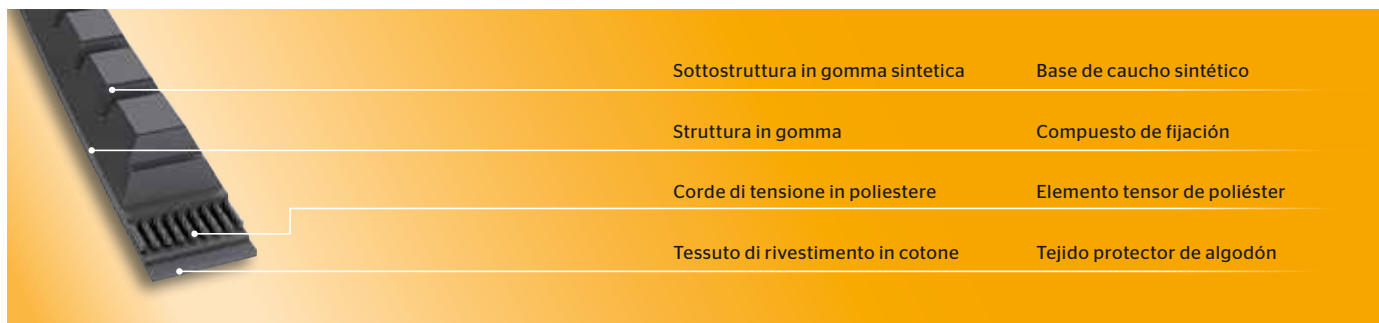 Sottostruttura in gomma sintetica Base de caucho sintético
Struttura in gomma Compuesto de fijación
Corde di tensione in poliestere Elemento tensor de poliéster
Tessuto di rivestimento in cotone Tejido protector de algodón